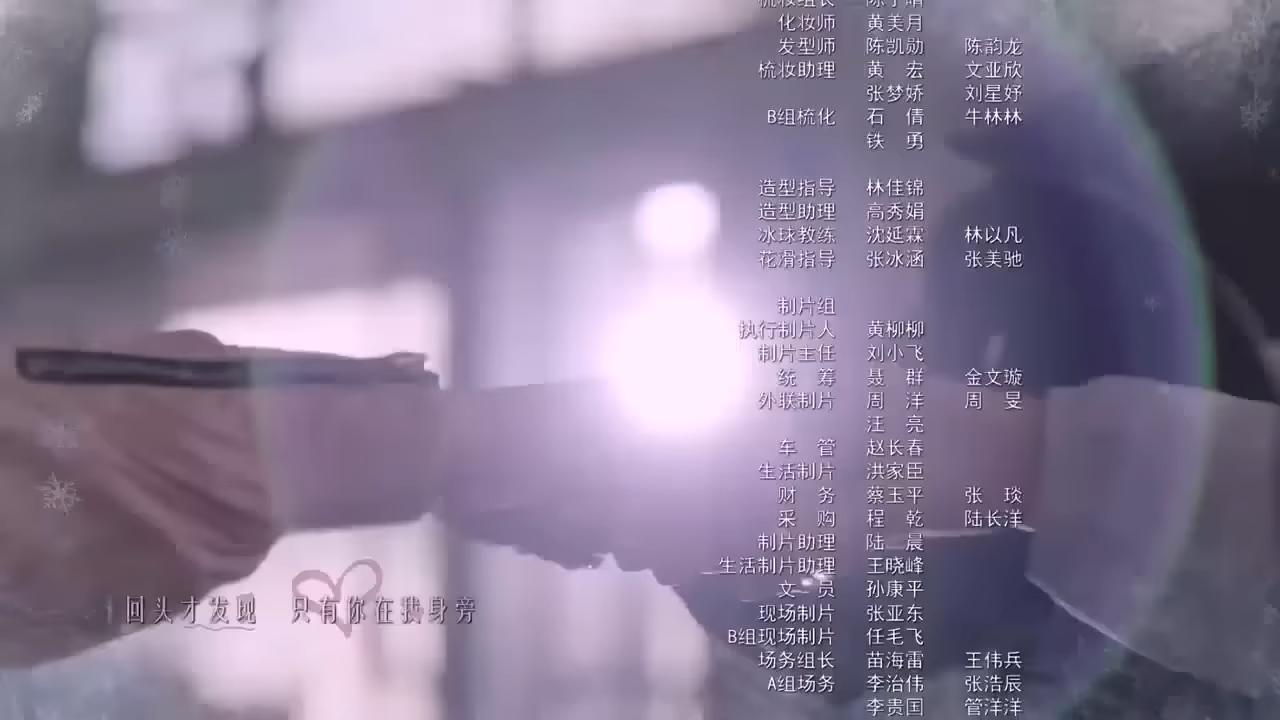 化妆师 黄美月
发型师 陈凯勋 陈韵龙
梳妆助理 黄 宏 文亚欣
张梦娇 刘星妤
B组梳化 石 倩 牛林林
铁 勇
造型指导 林佳锦
造型助理 高秀娟
冰球教练 沈延霖 林以凡
花滑指导 张冰涵 张美驰
制片组
执行制片人 黄柳柳
制片主任 刘小飞
统 筹 聂 群 金文璇
外联制片 周 洋 周 旻
汪 亮
车 管 赵长春
生活制片 洪家臣
财 务 蔡玉平 张 琰
采 购 程 乾 陆长洋
制片助理 陆 晨
生活制片助理 王晓峰
文 员 孙康平
现场制片 张亚东
B组现场制片 任毛飞
场务组长 苗海雷 王伟兵
A组场务 李治伟 张浩辰
李贵国 管洋洋
回头才发现 只有你在我身旁